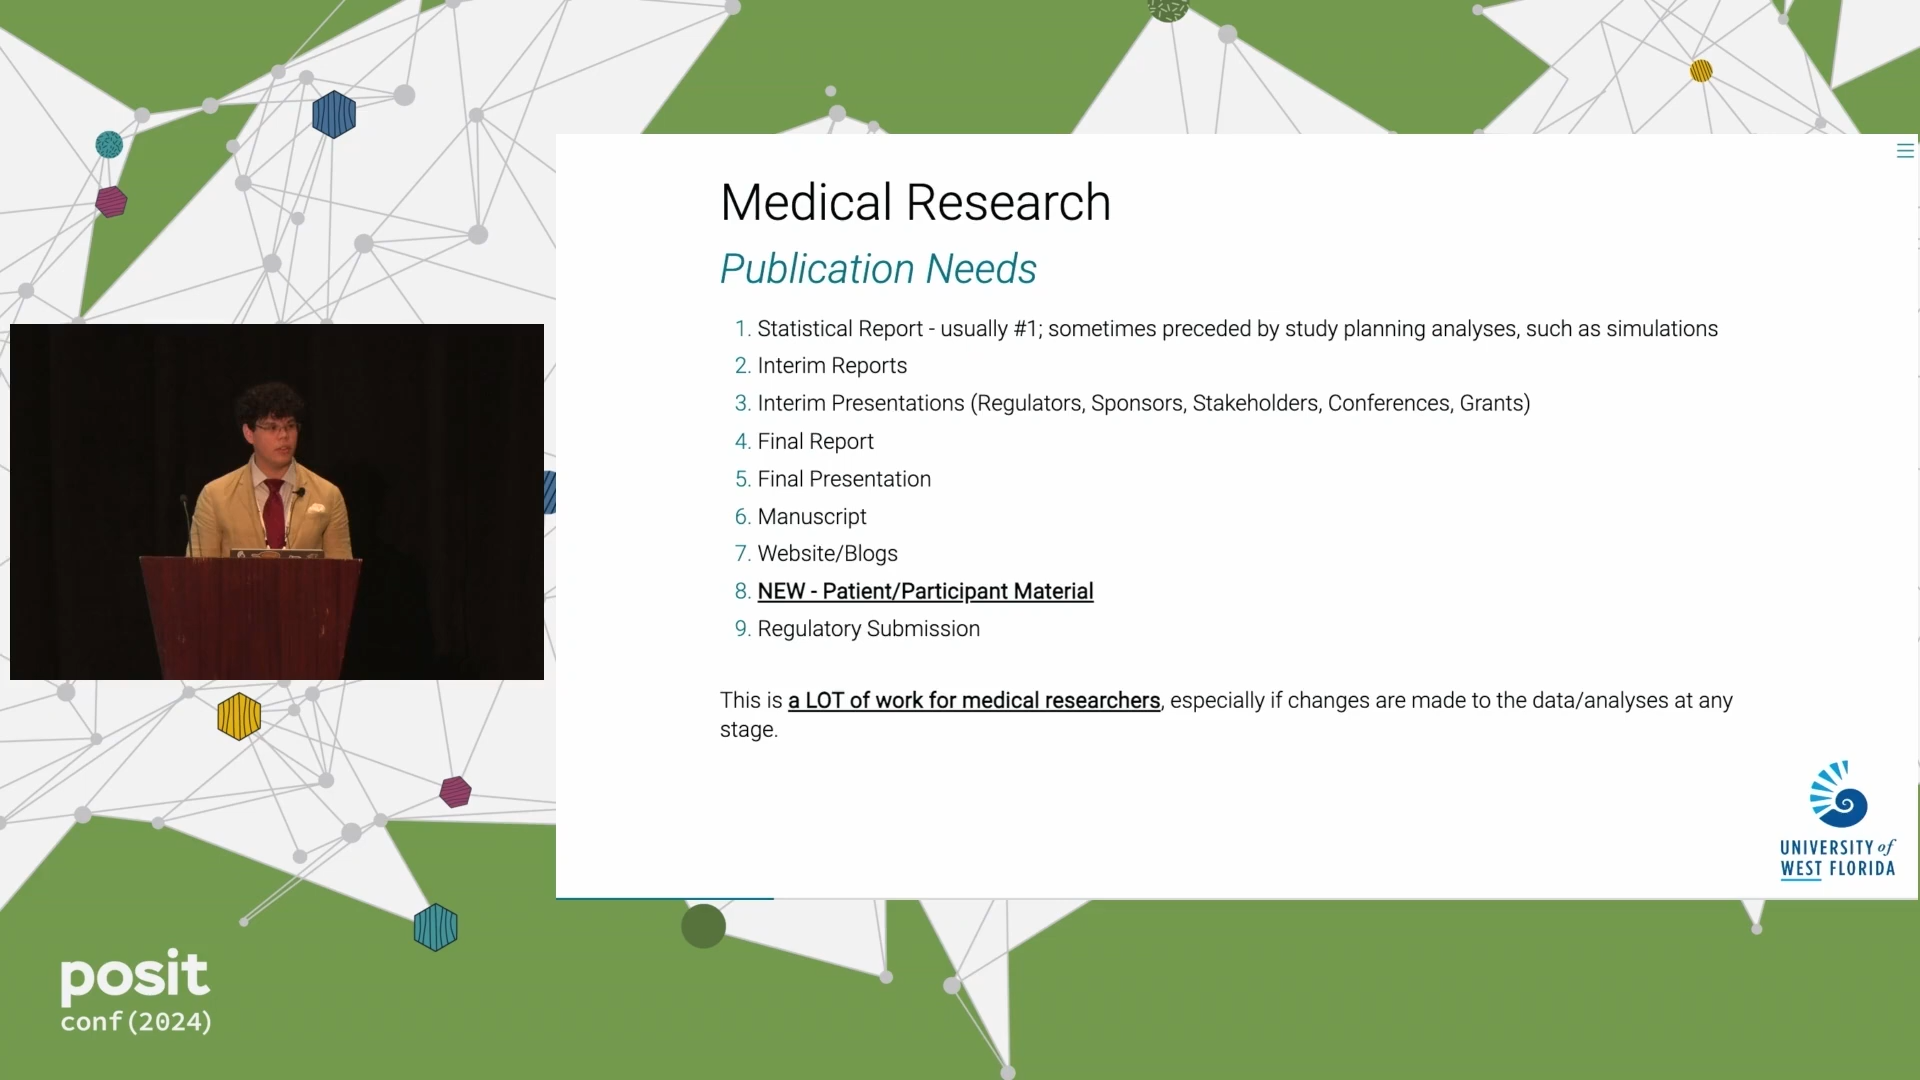 Medical Research
Publication Needs
1. Statistical Report - usually #1; sometimes preceded by study planning analyses, such as simulations
2. Interim Reports
3. Interim Presentations (Regulators, Sponsors, Stakeholders, Conferences, Grants)
4. Final Report
5. Final Presentation
6. Manuscript
7. Website/Blogs
8. NEW - Patient/Participant Material
9. Regulatory Submission
This is a LOT of work for medical researchers, especially if changes are made to the data/analyses at any
stage.
UNIVERSITY of
WEST FLORIDA
posit
conf(2024)